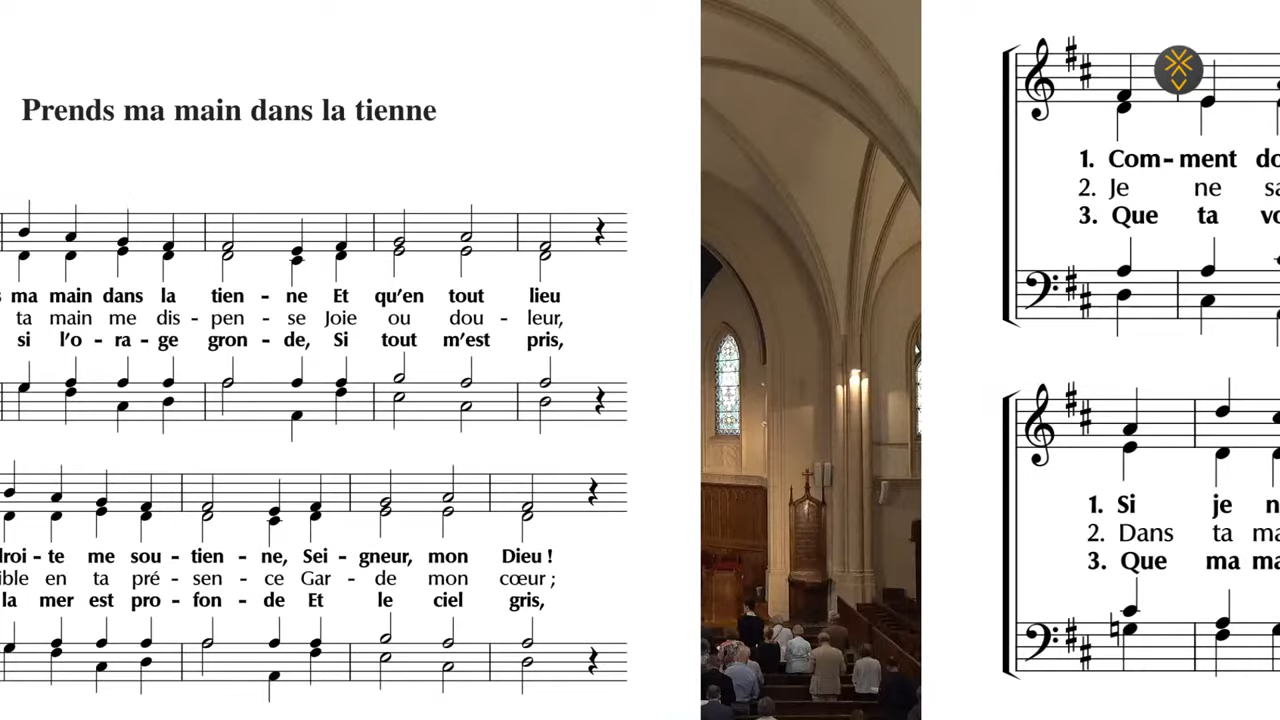 Prends ma main dans la tienne
ma main dans la tien - ne Et qu'en tout lieu
ta main me dis - pen - se Joie ou dou - leur,
si l'o - ra - ge gron - de, Si tout m'est pris,
te me sou - tien - ne, Sei - gneur, mon Dieu !
en ta pré - sen - ce Gar - de mon cœur ;
la mer est pro - fon - de Et le ciel gris,
1. Com - ment
2. Je ne
3. Que ta
1. Si je
2. Dans ta
3. Que ma